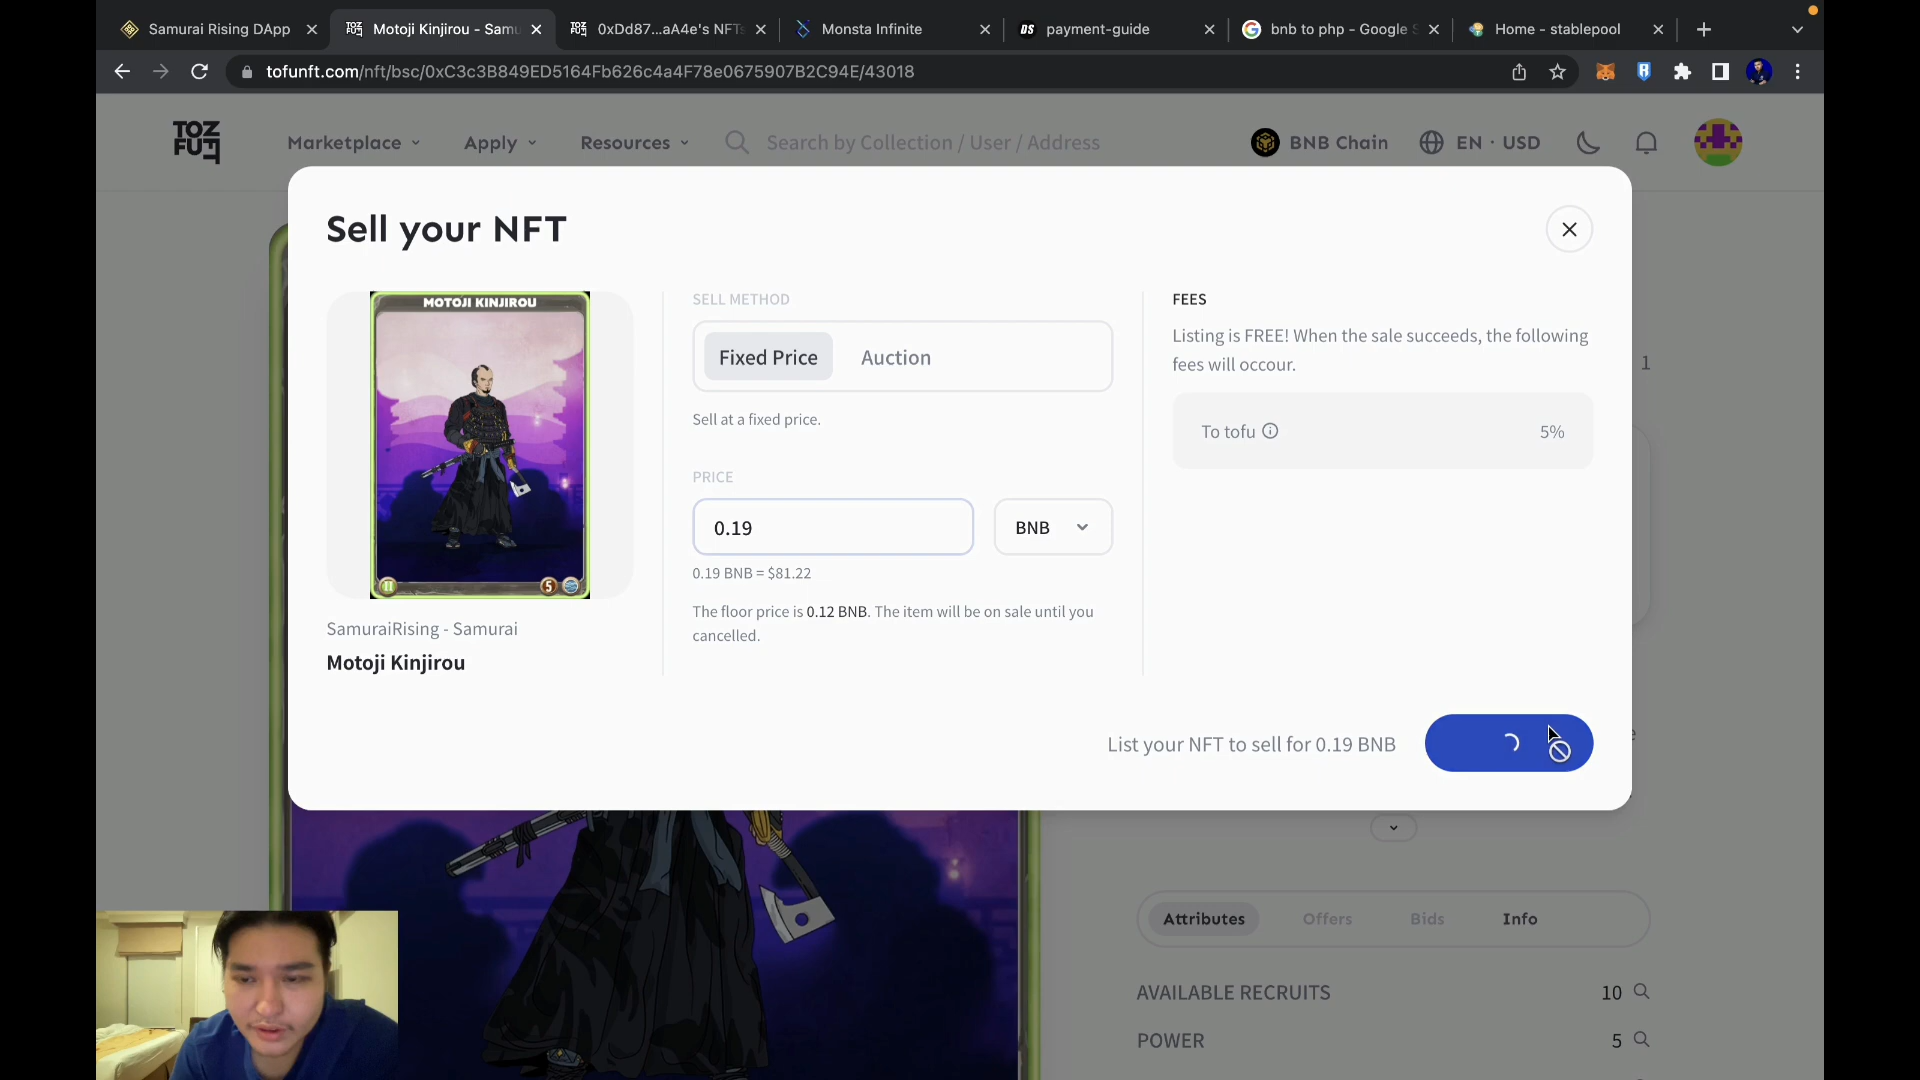 Samurai Rising DApp
Motoji Kinjirou - Samu
0xDd87...aA4e's NFTs
Monsta Infinite
DS payment-guide
bnb to php - Google S
Home - stablepool
tofunft.com/nft/bsc/0xC3c3B849ED5164Fb626c4a4F78e0675907B2C94E/43018
Marketplace
Apply
Resources
Search by Collection / User / Address
BNB Chain
EN · USD
Sell your NFT
MOTOJI KINJIROU
11
5
SamuraiRising - Samurai
Motoji Kinjirou
SELL METHOD
Fixed Price
Auction
Sell at a fixed price.
PRICE
0.19
BNB
0.19 BNB = $81.22
The floor price is 0.12 BNB. The item will be on sale until you
cancelled.
FEES
Listing is FREE! When the sale succeeds, the following
fees will occour.
To tofu
5%
1
List your NFT to sell for 0.19 BNB
Attributes
Offers
Bids
Info
AVAILABLE RECRUITS
10
POWER
5